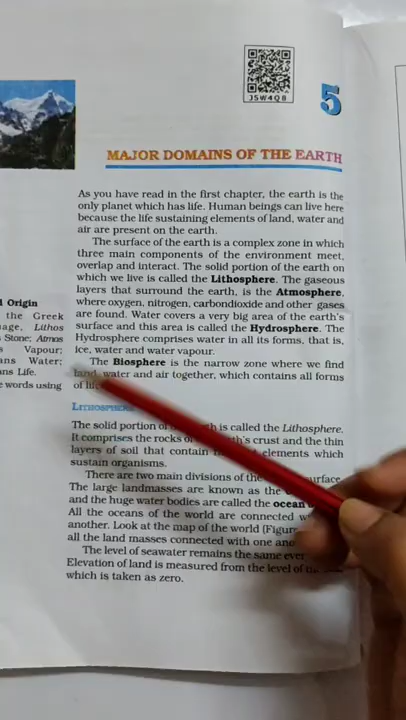 JSW4Q8
5
MAJOR DOMAINS OF THE EARTH
As you have read in the first chapter, the earth is the
only planet which has life. Human beings can live here
because the life sustaining elements of land, water and
air are present on the earth.
The surface of the earth is a complex zone in which
three main components of the environment meet,
overlap and interact. The solid portion of the earth on
which we live is called the Lithosphere. The gaseous
layers that surround the earth, is the Atmosphere,
where oxygen, nitrogen, carbondioxide and other gases
are found. Water covers a very big area of the earth's
surface and this area is called the Hydrosphere. The
Hydrosphere comprises water in all its forms, that is,
ice, water and water vapour.
The Biosphere is the narrow zone where we find
land, water and air together, which contains all forms
of
Origin
the Greek
Lithos
Stone; Atmos
Vapour;
Water;
Life.
words using
LITHOSPHERE
The solid portion of is called the Lithosphere.
It comprises the rocks of crust and the thin
layers of soil that contain elements which
sustain organisms.
There are two main divisions of the surface.
The large landmasses are known as the
and the huge water bodies are called the ocean
All the oceans of the world are connected
another. Look at the map of the world
all the land masses connected with one
The level of seawater remains the same
Elevation of land is measured from the level of
which is taken as zero.